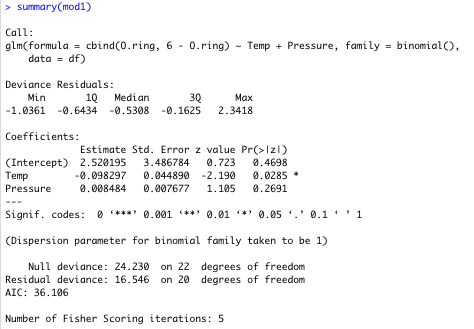 > summary(mod1)
Call:
glm(formula = cbind(O.ring, 6 - O.ring) ~ Temp + Pressure, family = binomial(),
    data = df)
Deviance Residuals:
    Min      1Q  Median      3Q     Max
-1.0361 -0.6434 -0.5308 -0.1625  2.3418
Coefficients:
             Estimate Std. Error z value Pr(>|z|)
(Intercept)  2.520195   3.486784   0.723   0.4698
Temp        -0.098297   0.044890  -2.190   0.0285 *
Pressure     0.008484   0.007677   1.105   0.2691
---
Signif. codes:  0 ‘***’ 0.001 ‘**’ 0.01 ‘*’ 0.05 ‘.’ 0.1 ‘ ’ 1
(Dispersion parameter for binomial family taken to be 1)
    Null deviance: 24.230  on 22  degrees of freedom
Residual deviance: 16.546  on 20  degrees of freedom
AIC: 36.106
Number of Fisher Scoring iterations: 5